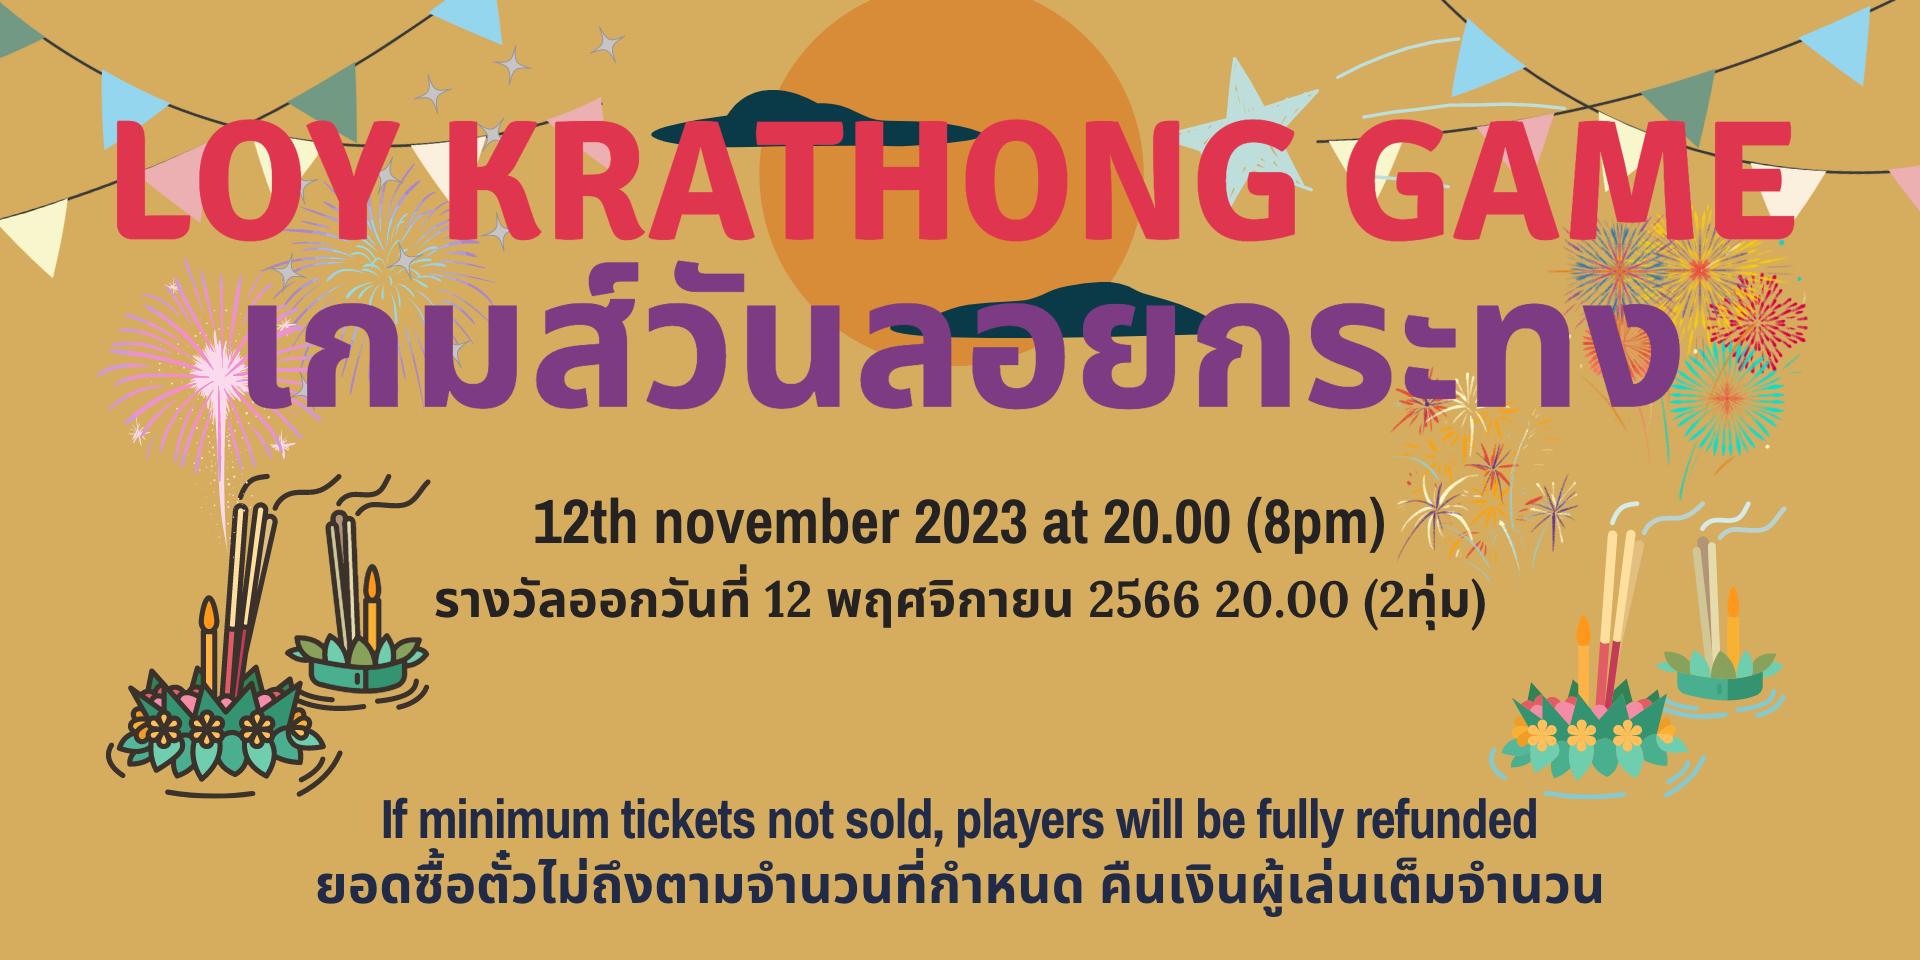 LOY KRATHONG GAME
เกมส์วันลอยกระทง
12th november 2023 at 20.00 (8pm)
รางวัลออกวันที่ 12 พฤศจิกายน 2566 20.00 (2ทุ่ม)
If minimum tickets not sold, players will be fully refunded
ยอดซื้อตั๋วไม่ถึงตามจำนวนที่กำหนด คืนเงินผู้เล่นเต็มจำนวน